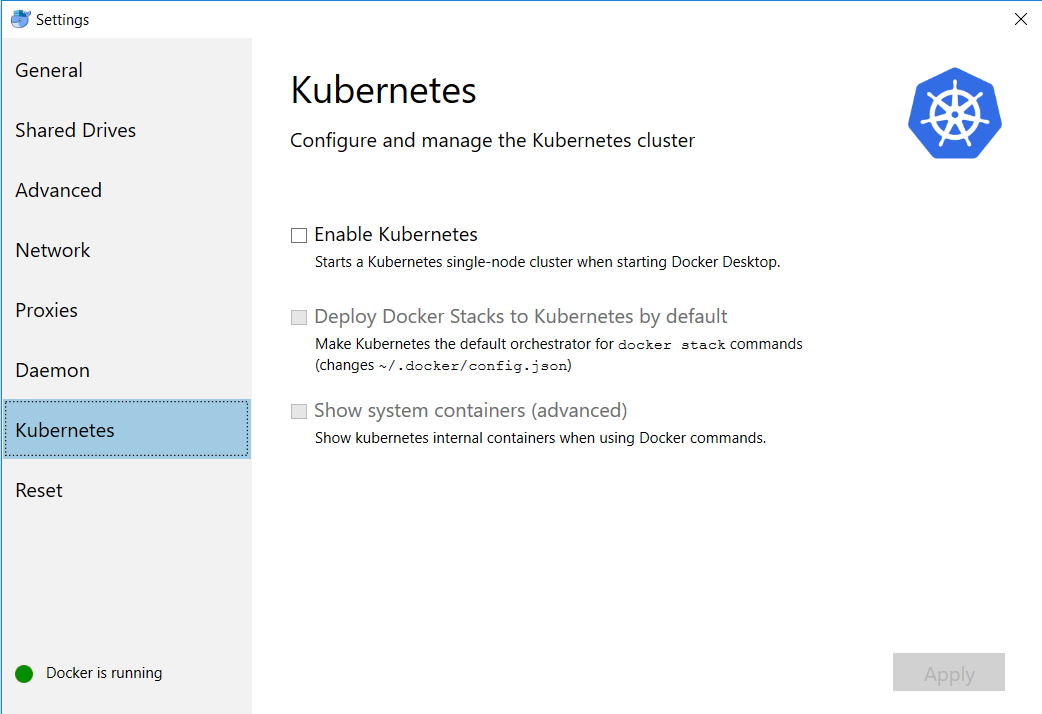 Settings
General
Shared Drives
Advanced
Network
Proxies
Daemon
Kubernetes
Reset
Docker is running
Kubernetes
Configure and manage the Kubernetes cluster
Enable Kubernetes
Starts a Kubernetes single-node cluster when starting Docker Desktop.
Deploy Docker Stacks to Kubernetes by default
Make Kubernetes the default orchestrator for docker stack commands
(changes ~/.docker/config.json)
Show system containers (advanced)
Show kubernetes internal containers when using Docker commands.
Apply